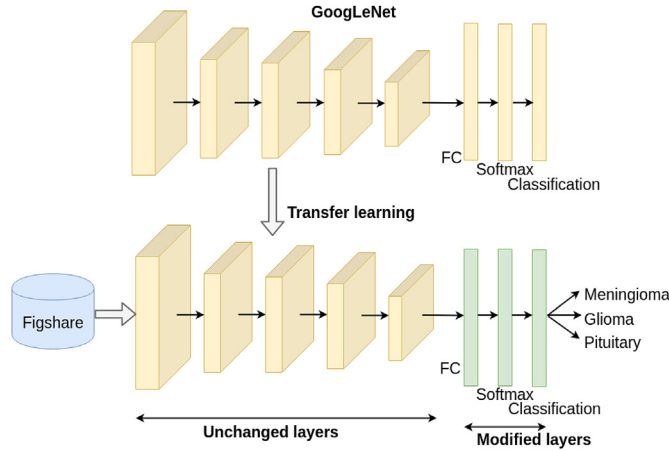 GoogLeNet
FC
Softmax
Classification
Transfer learning
Figshare
Meningioma
Glioma
Pituitary
FC
Softmax
Classification
Unchanged layers
Modified layers